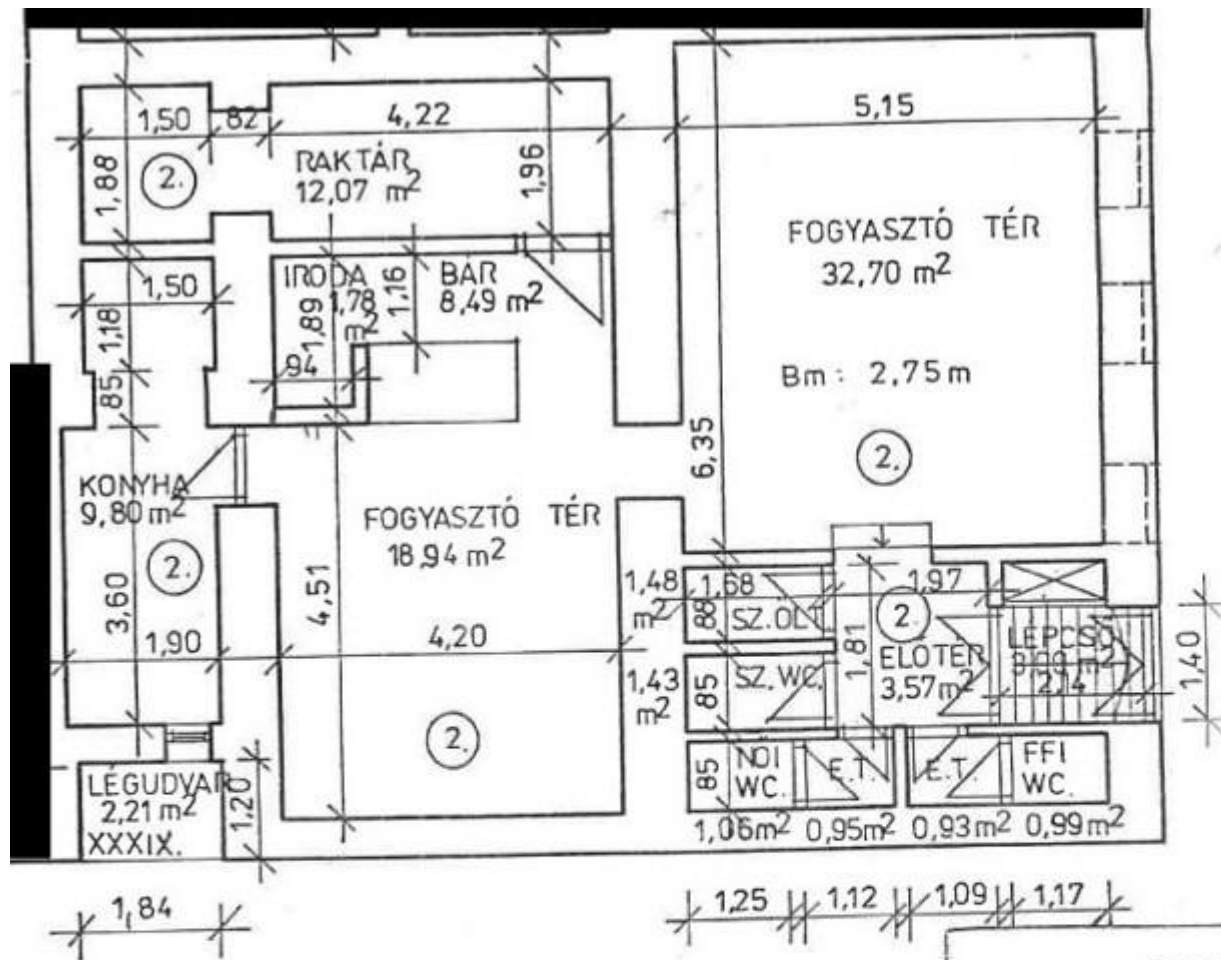 1,50
82
4,22
5,15
1,88
2.
RAKTÁR
12,07 m2
1,96
FOGYASZTÓ TÉR
32,70 m2
1,50
IRODA
1,78
m2
1,89
1,16
BÁR
8,49 m2
1,18
85
94
Bm: 2,75 m
2.
6,35
KONYHA
9,80 m2
2.
FOGYASZTÓ TÉR
18,94 m2
3,60
1,90
4,51
4,20
2.
1,48
m2
1,68
88
SZ.ÖLT.
1,97
2.
1,81
ELŐTÉR
3,57 m2
LÉPCSŐ
m2
2,14
1,40
1,43
m2
85
SZ.WC.
85
NŐI
WC.
E.T.
E.T.
FFI
WC.
1,06m2
0,95m2
0,93m2
0,99m2
LÉGUDVAR
2,21 m2
XXXIX.
1,20
1,84
1,25
1,12
1,09
1,17